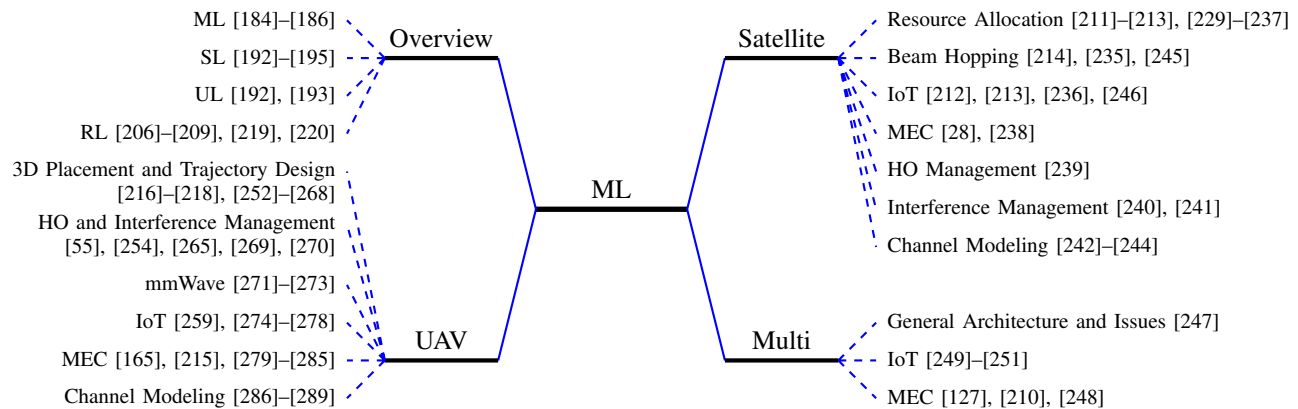 ML [184]–[186]
Overview
SL [192]–[195]
UL [192], [193]
RL [206]–[209], [219], [220]
3D Placement and Trajectory Design
[216]–[218], [252]–[268]
HO and Interference Management
[55], [254], [265], [269], [270]
mmWave [271]–[273]
IoT [259], [274]–[278]
UAV
MEC [165], [215], [279]–[285]
Channel Modeling [286]–[289]
ML
Resource Allocation [211]–[213], [229]–[237]
Satellite
Beam Hopping [214], [235], [245]
IoT [212], [213], [236], [246]
MEC [28], [238]
HO Management [239]
Interference Management [240], [241]
Channel Modeling [242]–[244]
General Architecture and Issues [247]
Multi
IoT [249]–[251]
MEC [127], [210], [248]